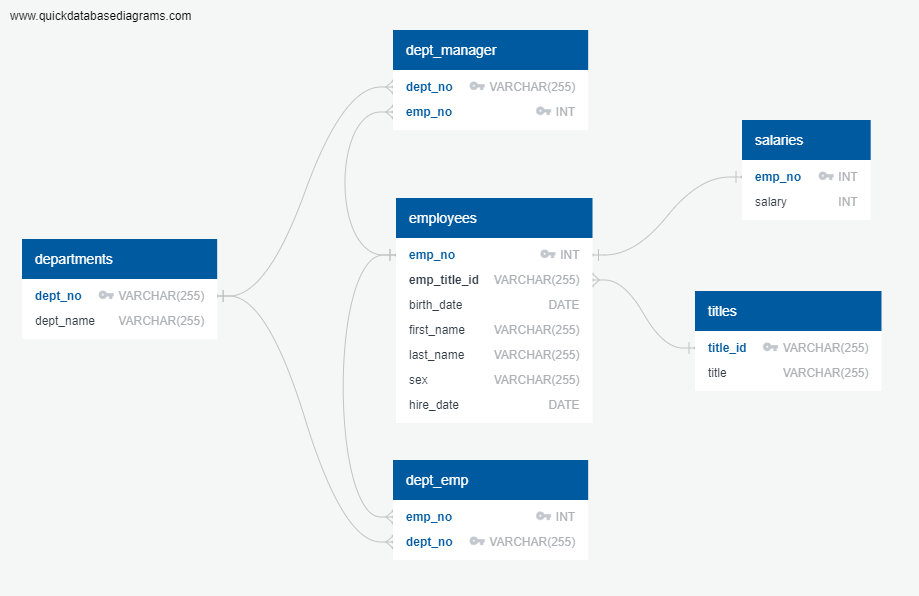 www.quickdatabasediagrams.com
dept_manager
dept_no VARCHAR(255)
emp_no INT
salaries
emp_no INT
salary INT
employees
emp_no INT
emp_title_id VARCHAR(255)
birth_date DATE
first_name VARCHAR(255)
last_name VARCHAR(255)
sex VARCHAR(255)
hire_date DATE
departments
dept_no VARCHAR(255)
dept_name VARCHAR(255)
titles
title_id VARCHAR(255)
title VARCHAR(255)
dept_emp
emp_no INT
dept_no VARCHAR(255)